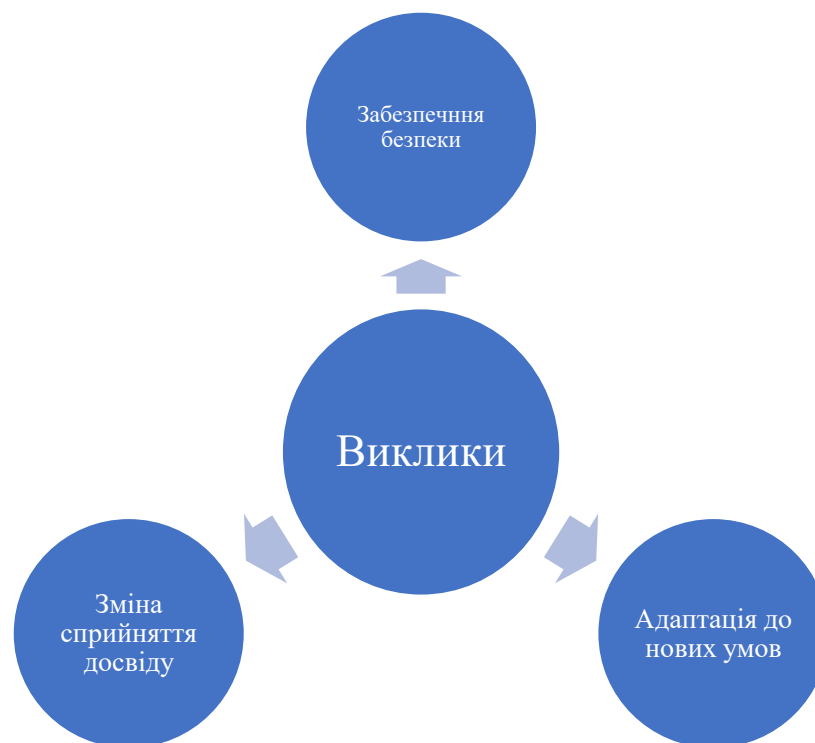 Забезпечння
безпеки
Виклики
Зміна
сприйняття
досвіду
Адаптація до
нових умов